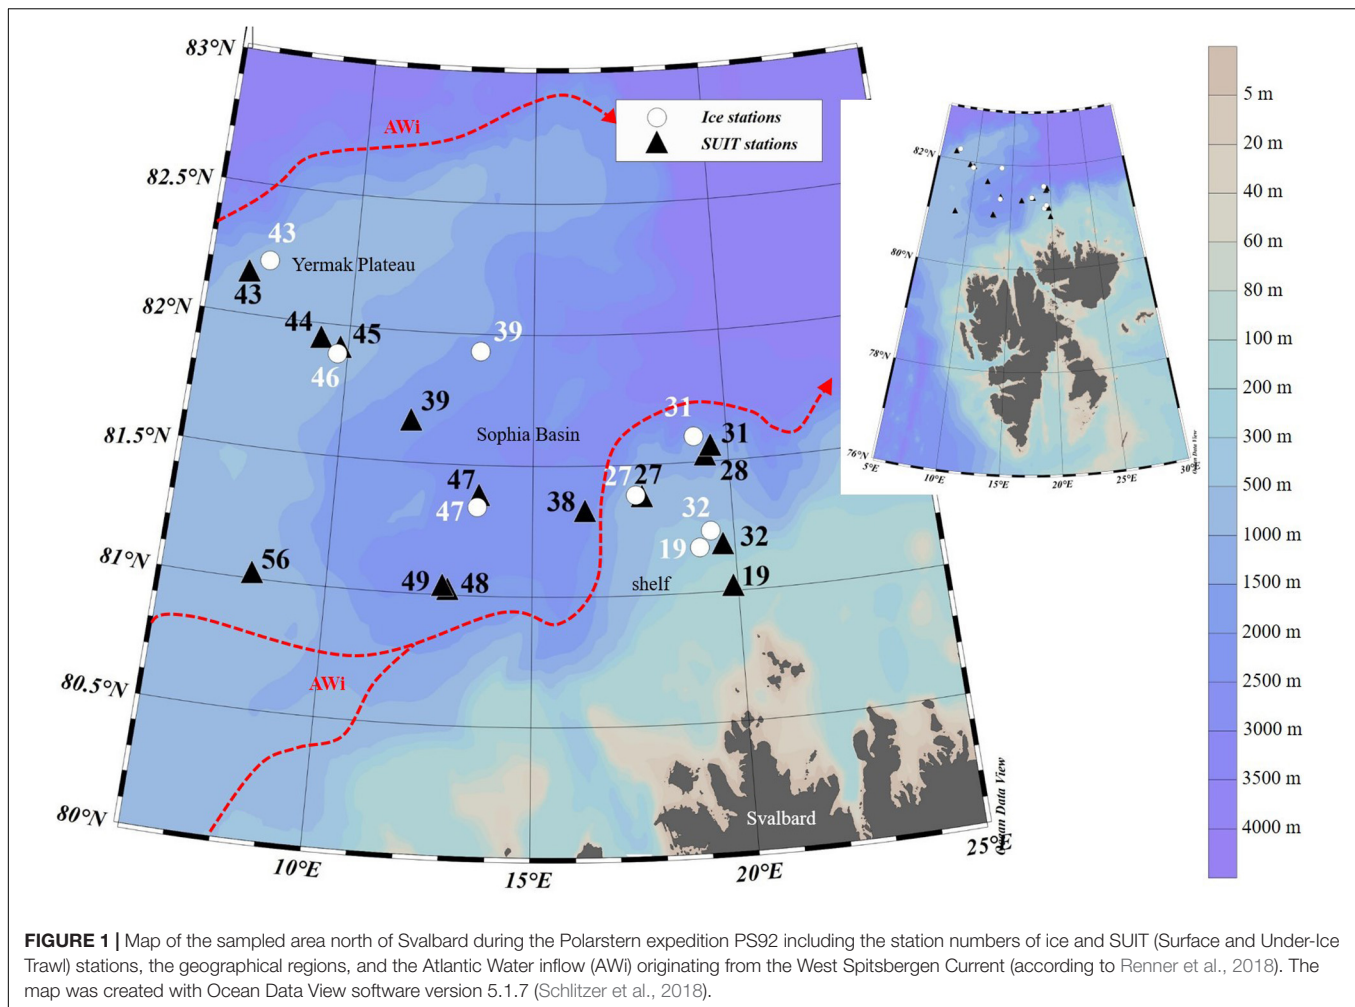 83°N
82.5°N
82°N
81.5°N
81°N
80.5°N
80°N
10°E
15°E
20°E
25°E
AWi
Ice stations
SUIT stations
43
Yermak Plateau
43
44
45
46
39
39
Sophia Basin
31
31
28
27
27
47
47
38
32
32
19
19
56
49
48
shelf
AWi
Svalbard
Ocean Data View
82°N
80°N
78°N
76°N
5°E
10°E
15°E
20°E
25°E
30°E
Ocean Data View
5 m
20 m
40 m
60 m
80 m
100 m
200 m
300 m
500 m
1000 m
1500 m
2000 m
2500 m
3000 m
3500 m
4000 m
FIGURE 1 | Map of the sampled area north of Svalbard during the Polarstern expedition PS92 including the station numbers of ice and SUIT (Surface and Under-Ice
Trawl) stations, the geographical regions, and the Atlantic Water inflow (AWi) originating from the West Spitsbergen Current (according to Renner et al., 2018). The
map was created with Ocean Data View software version 5.1.7 (Schlitzer et al., 2018).